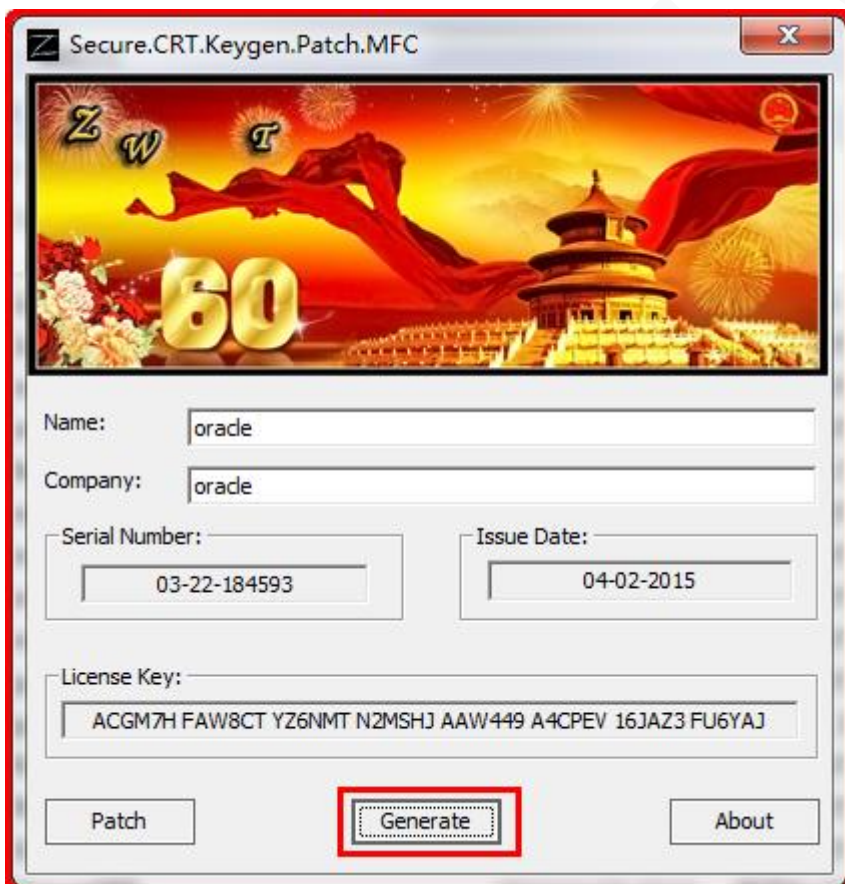 Secure.CRT.Keygen.Patch.MFC
Z W T
60
Name: oracle
Company: oracle
Serial Number: Issue Date:
03-22-184593 04-02-2015
License Key:
ACGM7H FAW8CT YZ6NMT N2MSHJ AAW449 A4CPEV 16JAZ3 FU6YAJ
Patch Generate About